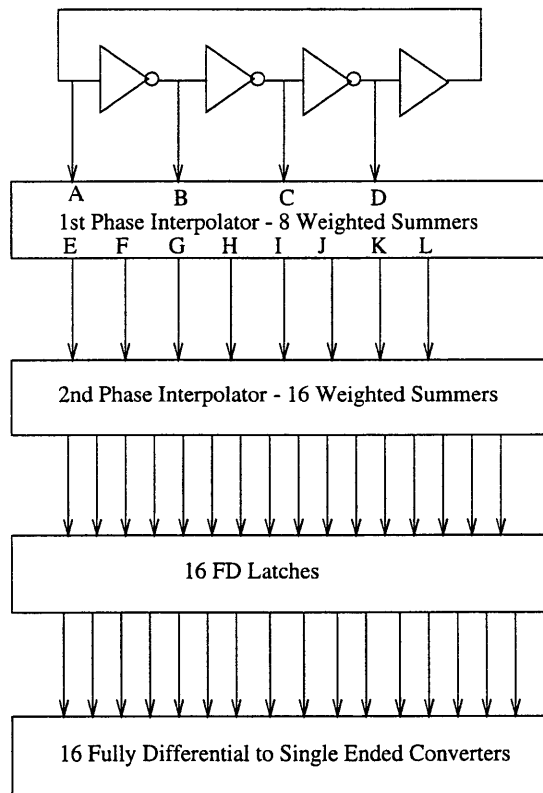 A B C D
1st Phase Interpolator - 8 Weighted Summers
E F G H I J K L
2nd Phase Interpolator - 16 Weighted Summers
16 FD Latches
16 Fully Differential to Single Ended Converters